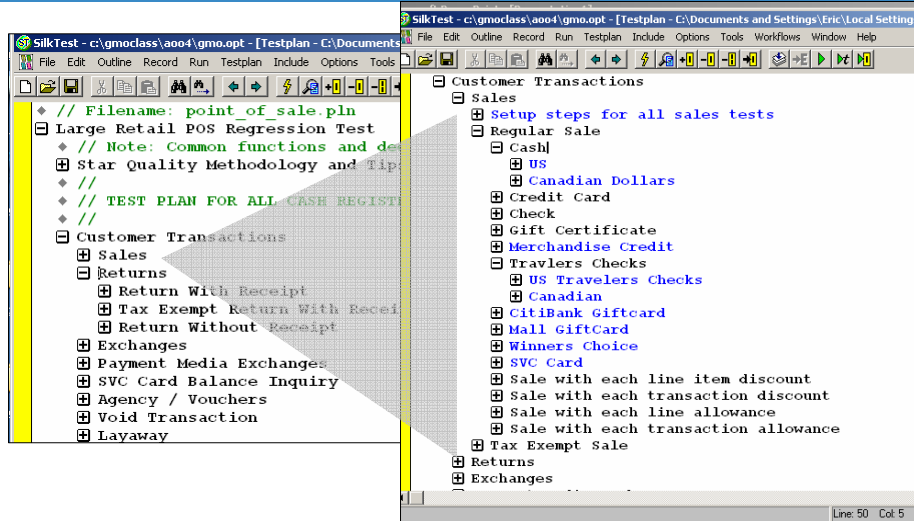 SilkTest - c:\gmoclass\ao04\gmo.opt - [Testplan - C:\Documents
File Edit Outline Record Run Testplan Include Options Tools
// Filename: point_of_sale.pln
Large Retail POS Regression Test
// Note: Common functions and de
Star Quality Methodology and Tip
//
// TEST PLAN FOR ALL CASH REGIST
//
Customer Transactions
Sales
Returns
Return With Receipt
Tax Exempt Return With Recei
Return Without Receipt
Exchanges
Payment Media Exchanges
SVC Card Balance Inquiry
Agency / Vouchers
Void Transaction
Layaway
SilkTest - c:\gmoclass\ao04\gmo.opt - [Testplan - C:\Documents and Settings\Eric\Local Setting
File Edit Outline Record Run Testplan Include Options Tools Workflows Window Help
Customer Transactions
Sales
Setup steps for all sales tests
Regular Sale
Cash
US
Canadian Dollars
Credit Card
Check
Gift Certificate
Merchandise Credit
Travlers Checks
US Travelers Checks
Canadian
CitiBank Giftcard
Mall GiftCard
Winners Choice
SVC Card
Sale with each line item discount
Sale with each transaction discount
Sale with each line allowance
Sale with each transaction allowance
Tax Exempt Sale
Returns
Exchanges
Line: 50 Col: 5